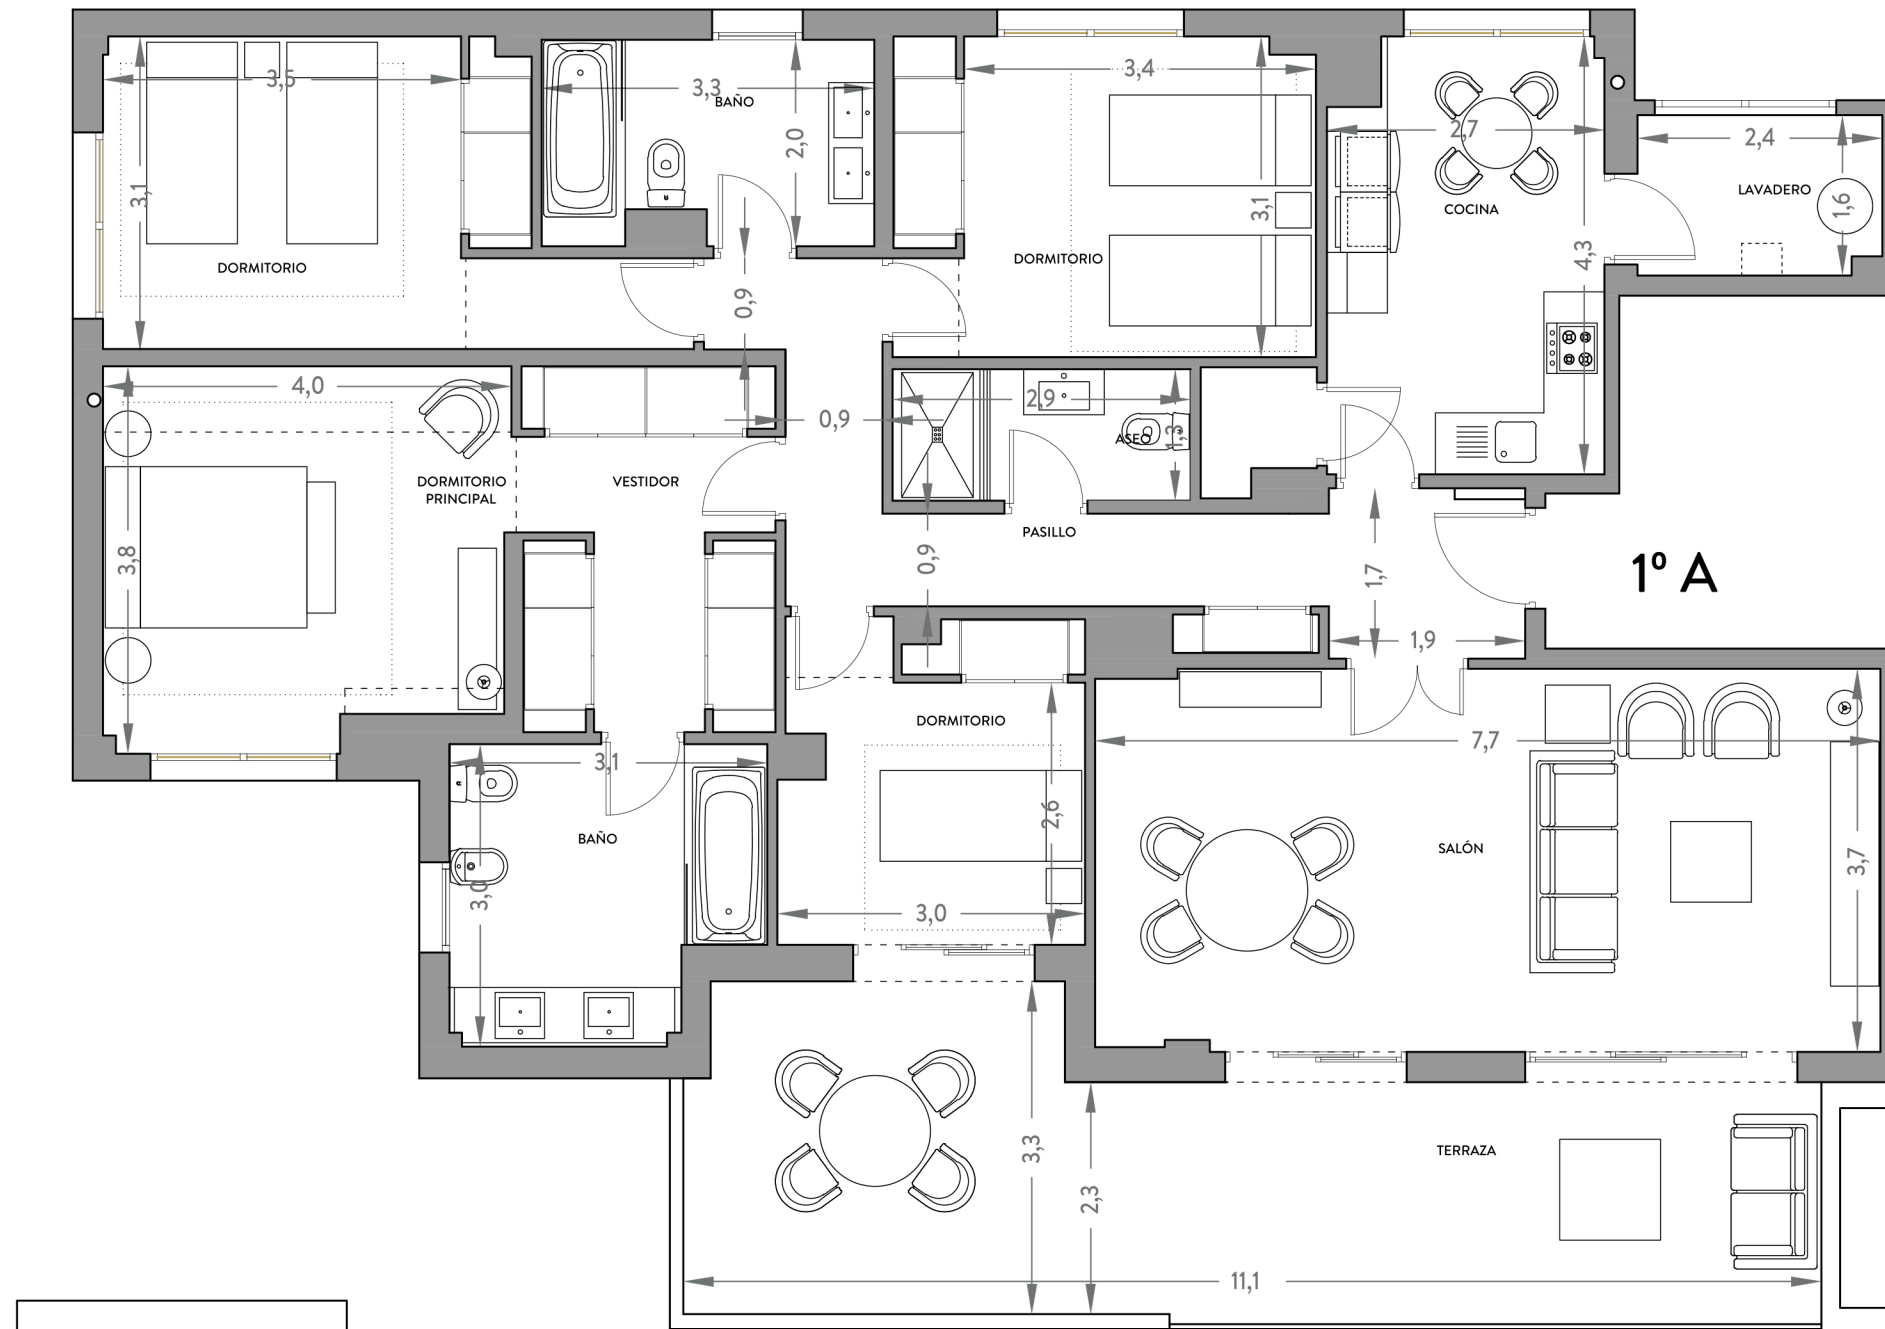 3,5
3,3
BAÑO
3,4
2,7
2,4
2,0
3,1
3,1
LAVADERO
1,6
COCINA
4,3
DORMITORIO
DORMITORIO
0,9
4,0
0,9
2,9
ASEO
1,3
DORMITORIO
PRINCIPAL
VESTIDOR
PASILLO
3,8
0,9
1,7
1º A
1,9
DORMITORIO
7,7
3,1
2,6
BAÑO
SALÓN
3,7
3,0
3,0
TERRAZA
3,3
2,3
11,1